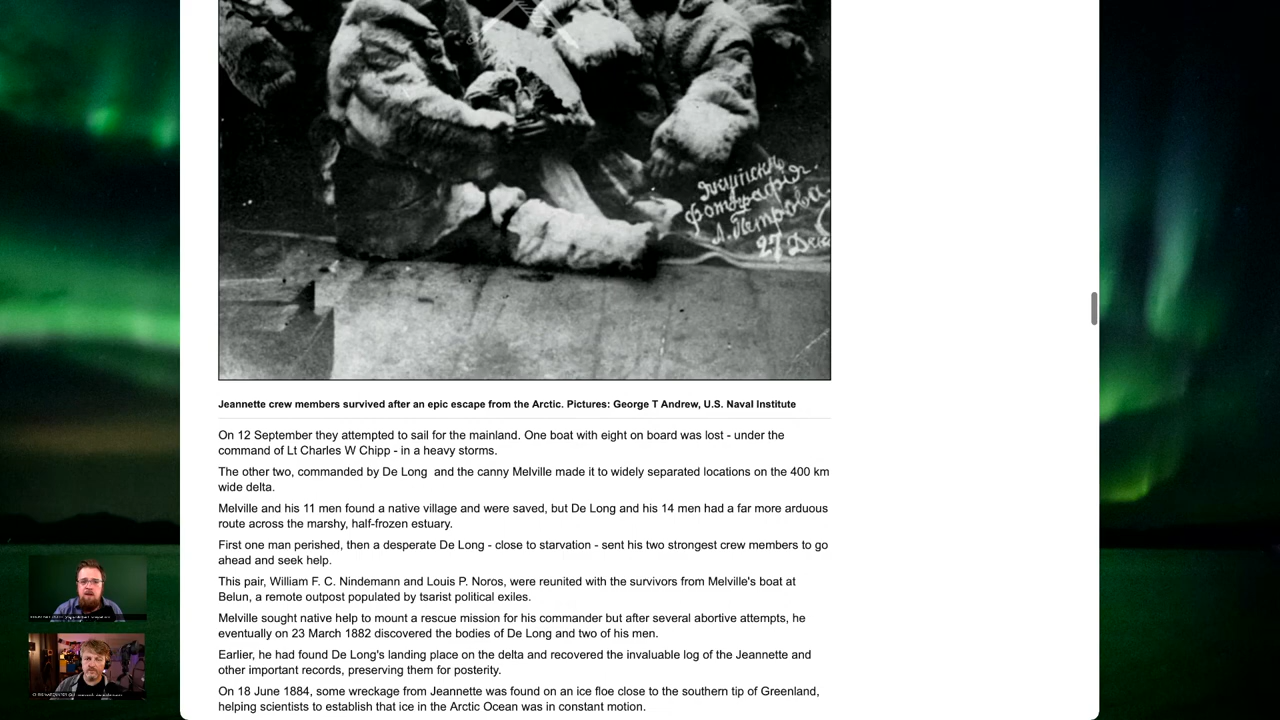 фотография.
27
Jeannette crew members survived after an epic escape from the Arctic. Pictures: George T Andrew, U.S. Naval Institute
On 12 September they attempted to sail for the mainland. One boat with eight on board was lost - under the
command of Lt Charles W Chipp - in a heavy storms.
The other two, commanded by De Long  and the canny Melville made it to widely separated locations on the 400 km
wide delta.
Melville and his 11 men found a native village and were saved, but De Long and his 14 men had a far more arduous
route across the marshy, half-frozen estuary.
First one man perished, then a desperate De Long - close to starvation - sent his two strongest crew members to go
ahead and seek help.
This pair, William F. C. Nindemann and Louis P. Noros, were reunited with the survivors from Melville's boat at
Belun, a remote outpost populated by tsarist political exiles.
Melville sought native help to mount a rescue mission for his commander but after several abortive attempts, he
eventually on 23 March 1882 discovered the bodies of De Long and two of his men.
Earlier, he had found De Long's landing place on the delta and recovered the invaluable log of the Jeannette and
other important records, preserving them for posterity.
On 18 June 1884, some wreckage from Jeannette was found on an ice floe close to the southern tip of Greenland,
helping scientists to establish that ice in the Arctic Ocean was in constant motion.